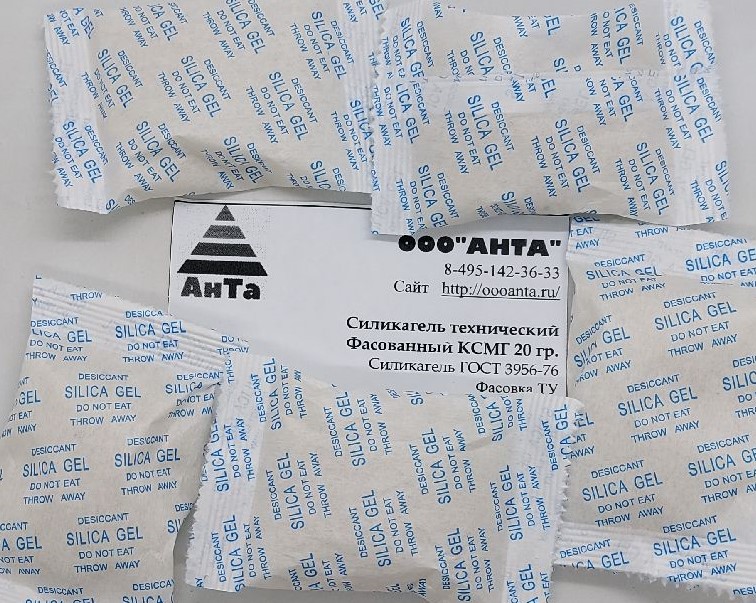 АнТа
ООО"АНТА"
8-495-142-36-33
Сайт http://oooanta.ru/
Силикагель технический
Фасованный КСМГ 20 гр.
Силикагель ГОСТ 3956-76
Фасовка ТУ
DESICCANT
SILICA GEL
DO NOT EAT
THROW AWAY